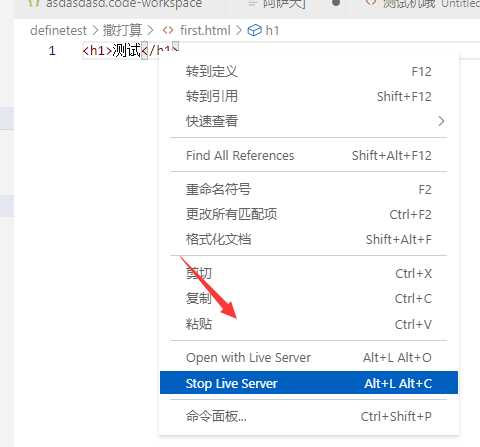 asdasdasd.code-workspace 阿萨大] 测试机哦 Untitled
definetest > 撒打算 > first.html > h1
1 <h1>测试</h1>
转到定义 F12
转到引用 Shift+F12
快速查看
Find All References Shift+Alt+F12
重命名符号 F2
更改所有匹配项 Ctrl+F2
格式化文档 Shift+Alt+F
剪切 Ctrl+X
复制 Ctrl+C
粘贴 Ctrl+V
Open with Live Server Alt+L Alt+O
Stop Live Server Alt+L Alt+C
命令面板... Ctrl+Shift+P